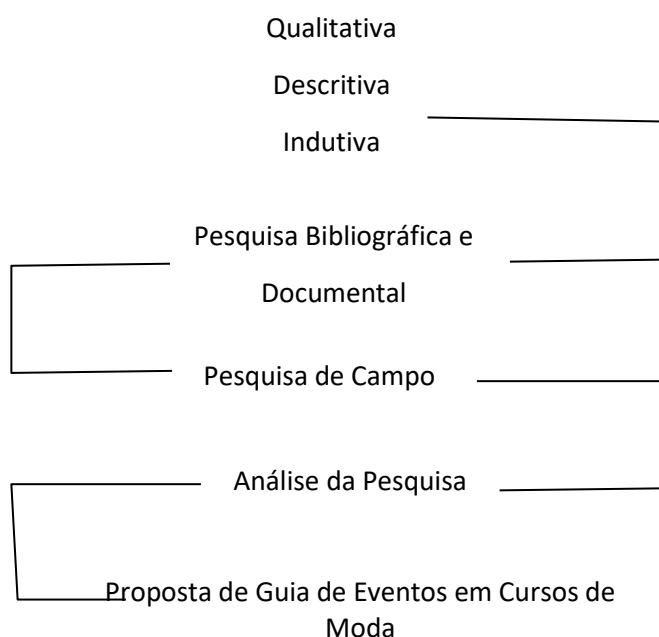 Qualitativa
Descritiva
Indutiva
Pesquisa Bibliográfica e
Documental
Pesquisa de Campo
Análise da Pesquisa
Proposta de Guia de Eventos em Cursos de
Moda